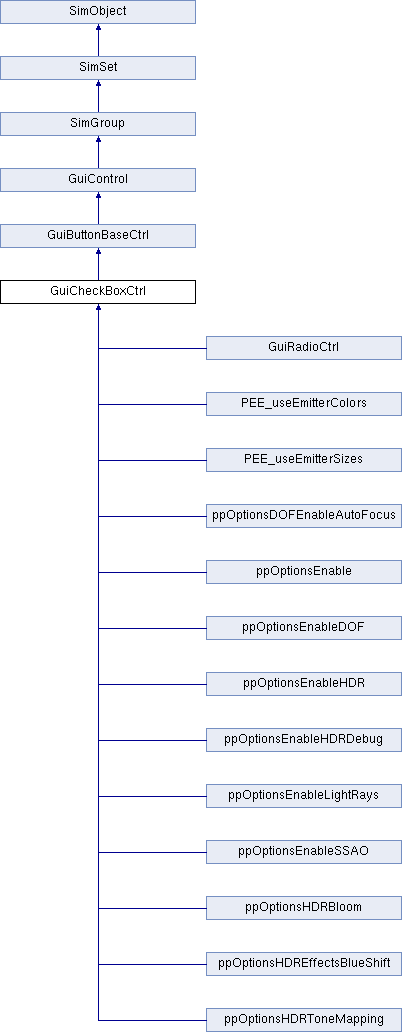 SimObject
SimSet
SimGroup
GuiControl
GuiButtonBaseCtrl
GuiCheckBoxCtrl
GuiRadioCtrl
PEE_useEmitterColors
PEE_useEmitterSizes
ppOptionsDOFEnableAutoFocus
ppOptionsEnable
ppOptionsEnableDOF
ppOptionsEnableHDR
ppOptionsEnableHDRDebug
ppOptionsEnableLightRays
ppOptionsEnableSSAO
ppOptionsHDRBloom
ppOptionsHDREffectsBlueShift
ppOptionsHDRToneMapping